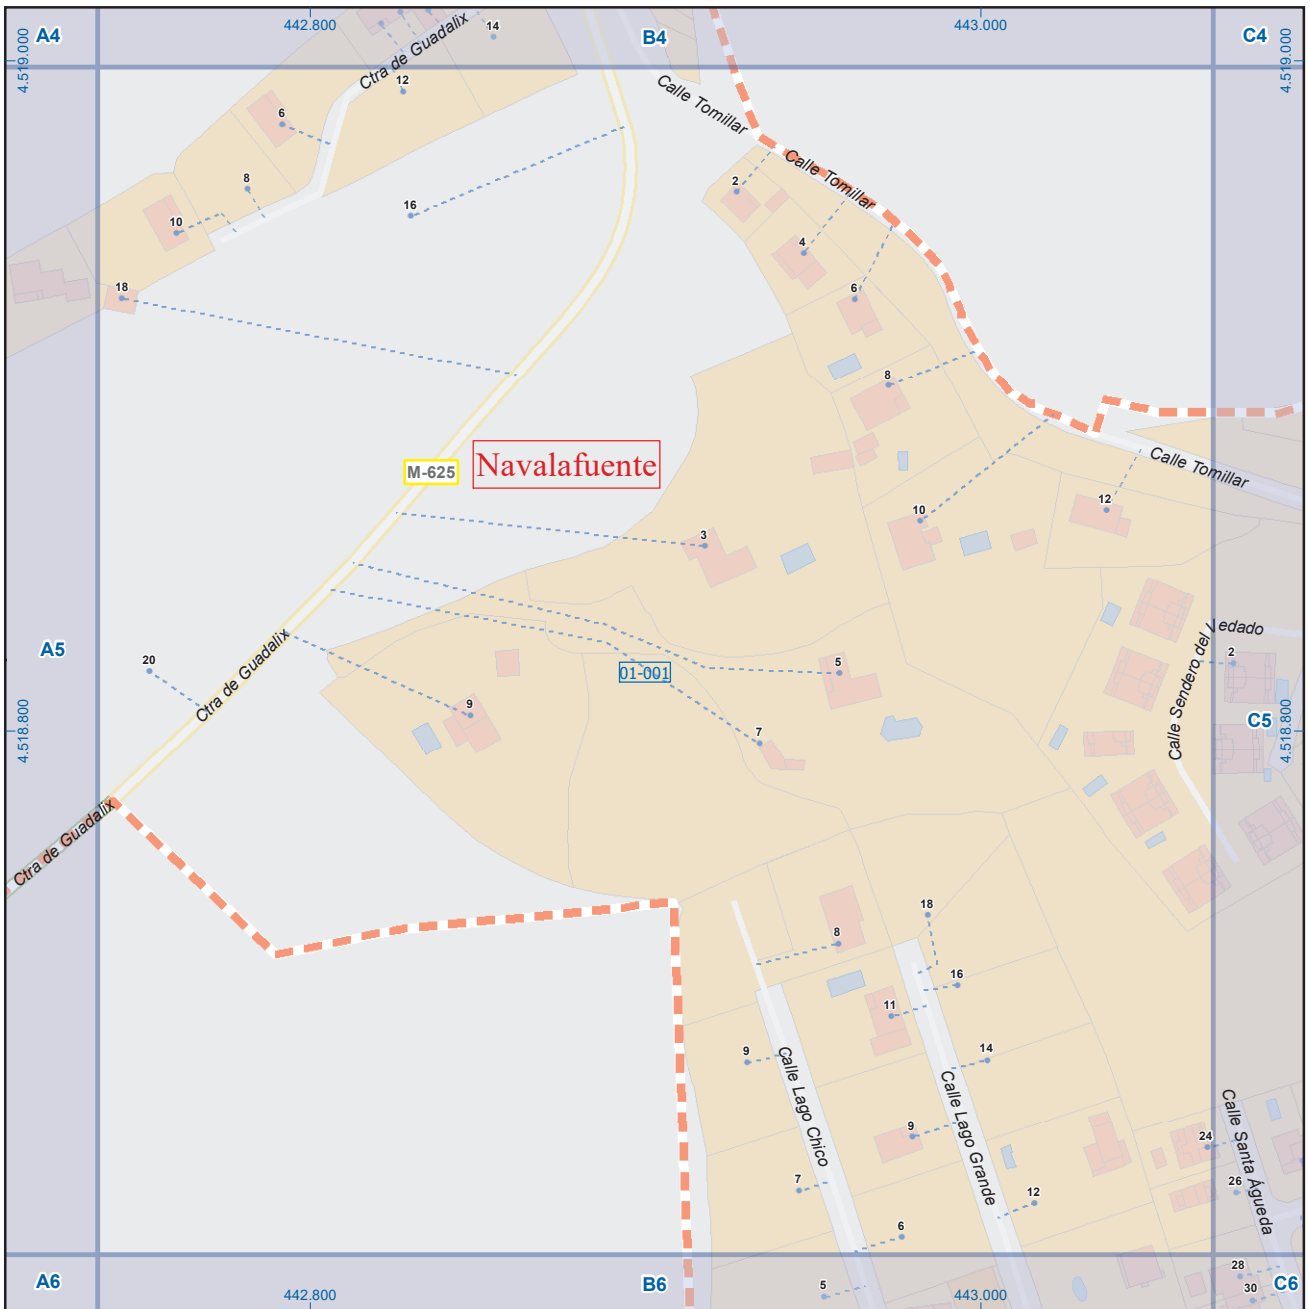 A4
442.800
B4
443.000
C4
4.519.000
4.519.000
Ctra de Guadalix
14
12
6
8
10
16
18
Calle Tomillar
Calle Tomillar
2
4
6
8
10
12
Calle Tomillar
M-625
Navalafuente
3
5
7
9
01-001
A5
20
Ctra de Guadalix
4.518.800
Ctra de Guadalix
Calle Sendero del Vedado
2
C5
4.518.800
8
18
16
11
14
9
Calle Lago Chico
Calle Lago Grande
9
7
12
6
24
26
Calle Santa Águeda
A6
442.800
B6
5
443.000
28
30
C6